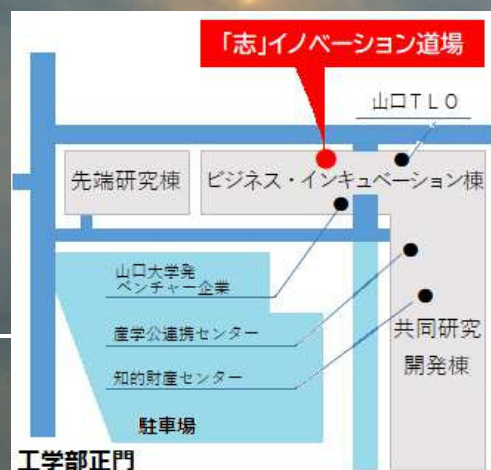 「志」イノベーション道場
山口TLO
先端研究棟
ビジネス・インキュベーション棟
山口大学発
ベンチャー企業
産学公連携センター
共同研究
開発棟
知的財産センター
駐車場
工学部正門